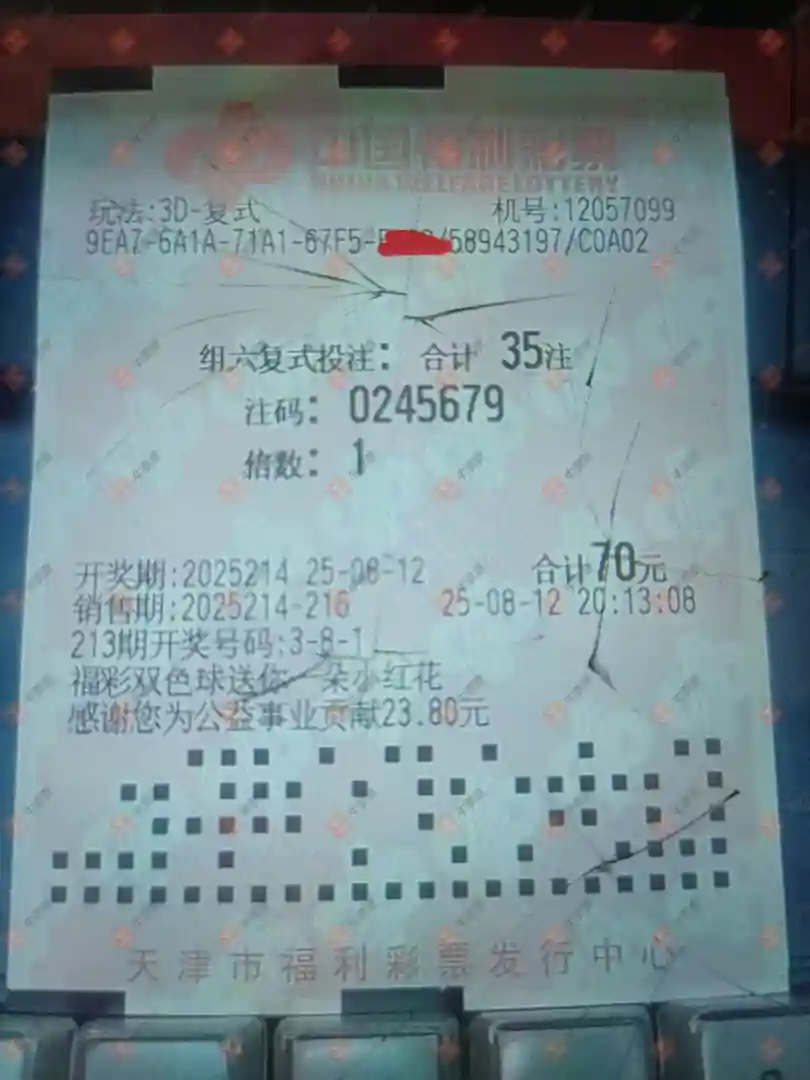 中国福利彩票
CHINA WELFARE LOTTERY
玩法:3D-复式 机号:12057099
9EA7-6A1A-71A1-67F5- /58943197/C0A02
组六复式投注: 合计 35注
注码: 0245679
倍数: 1
开奖期:2025214 25-08-12 合计70元
销售期:2025214-216 25-08-12 20:13:08
213期开奖号码:3-8-1
福彩双色球送你一朵小红花
感谢您为公益事业贡献23.80元
天津市福利彩票发行中心